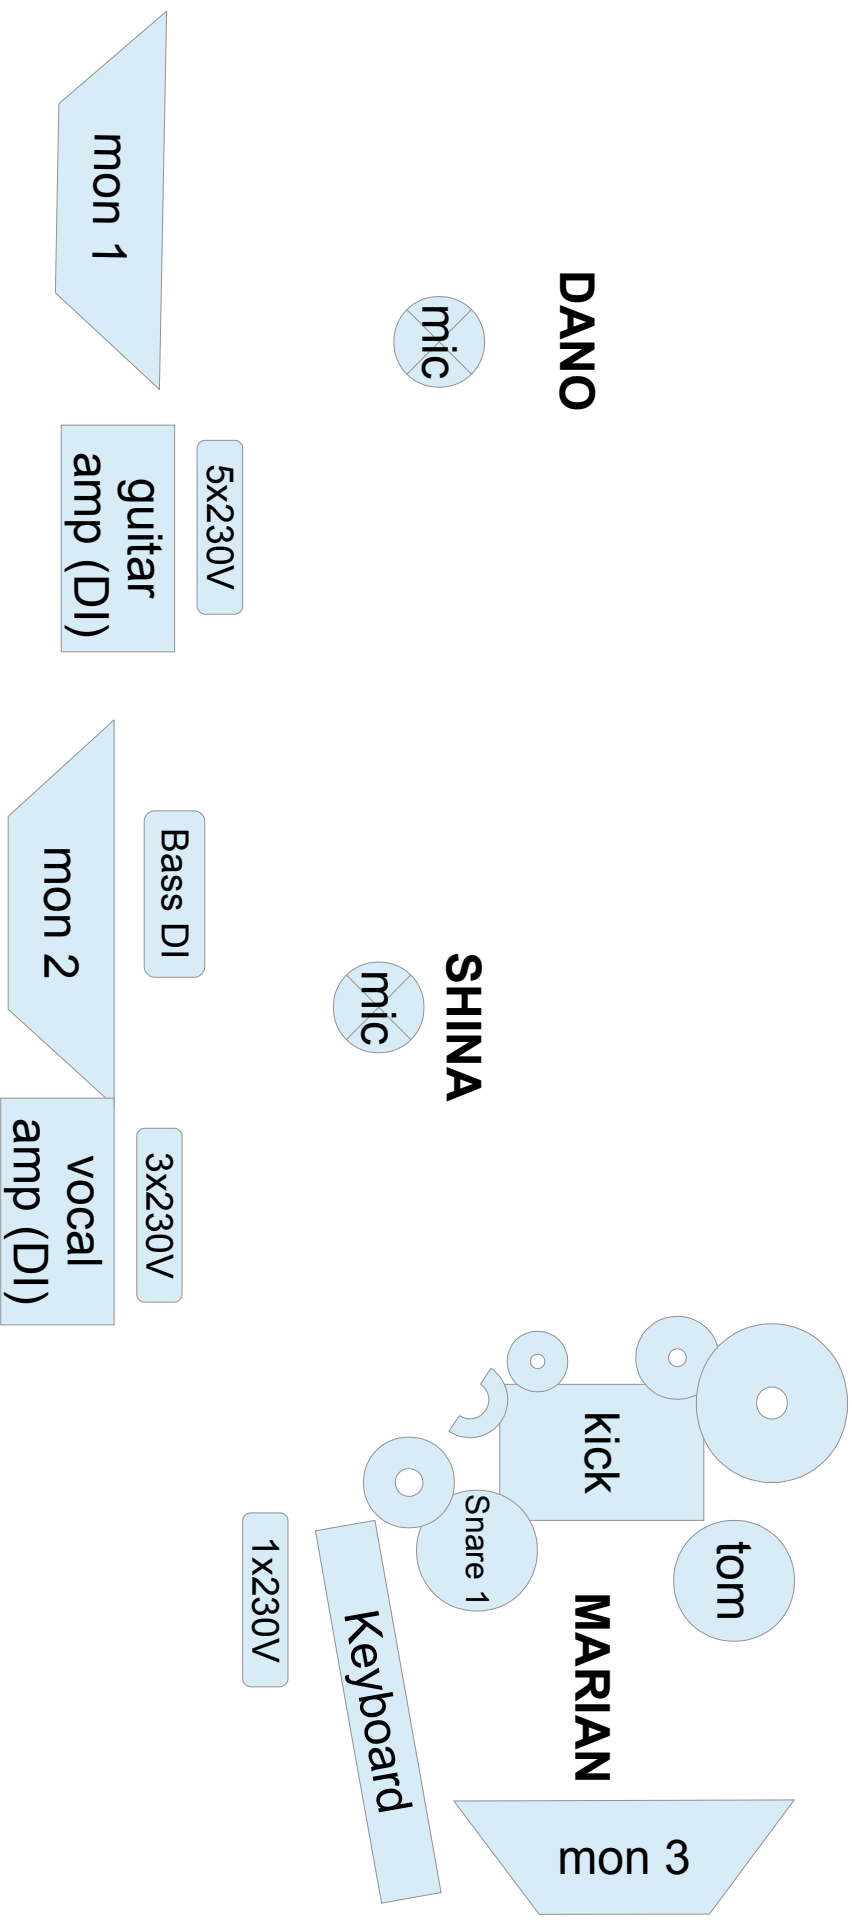 DANO
mic
5x230V
mon 1
guitar
amp (DI)
SHINA
mic
Bass DI
mon 2
3x230V
vocal
amp (DI)
kick
tom
Snare 1
MARIAN
Keyboard
1x230V
mon 3